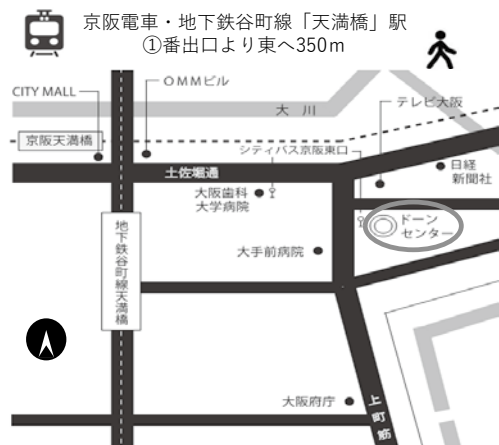 京阪電車・地下鉄谷町線「天満橋」駅
①番出口より東へ350m
CITY MALL
OMMビル
大川
テレビ大阪
京阪天満橋
シティバス京阪東口
日経
新聞社
土佐堀通
大阪歯科
大学病院
ドーン
センター
地下鉄谷町線天満橋
大手前病院
大阪府庁
上町筋